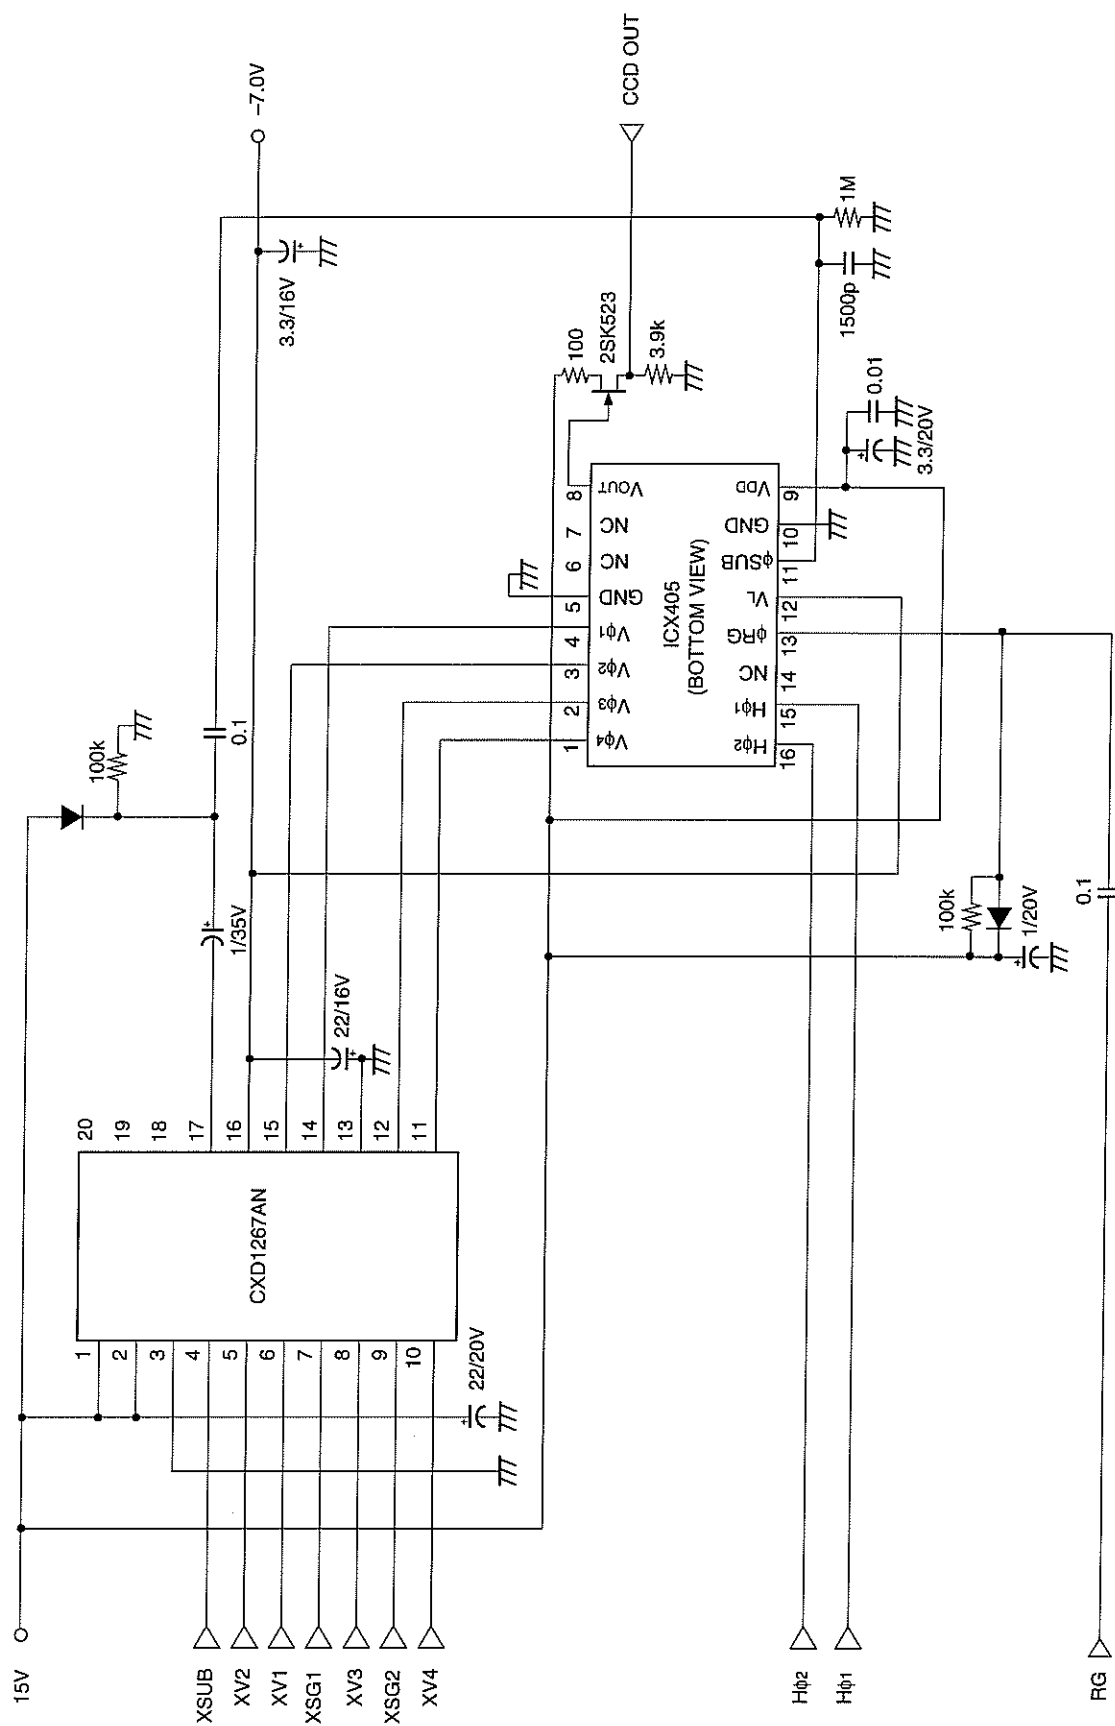 15V
XSUB
XV2
XV1
XSG1
XV3
XSG2
XV4
Hϕ2
Hϕ1
RG
22/20V
1
2
3
4
5
6
7
8
9
10
CXD1267AN
20
19
18
17
16
15
14
13
12
11
22/16V
1/35V
100k
0.1
-7.0V
3.3/16V
1
2
3
4
5
6
7
8
Vϕ4
Vϕ3
Vϕ2
Vϕ1
GND
NC
NC
VOUT
ICX405
(BOTTOM VIEW)
Hϕ2
Hϕ1
NC
ϕRG
VL
ϕSUB
GND
VDD
16
15
14
13
12
11
10
9
100
2SK523
3.9k
CCD OUT
1M
1500p
0.01
3.3/20V
100k
1/20V
0.1